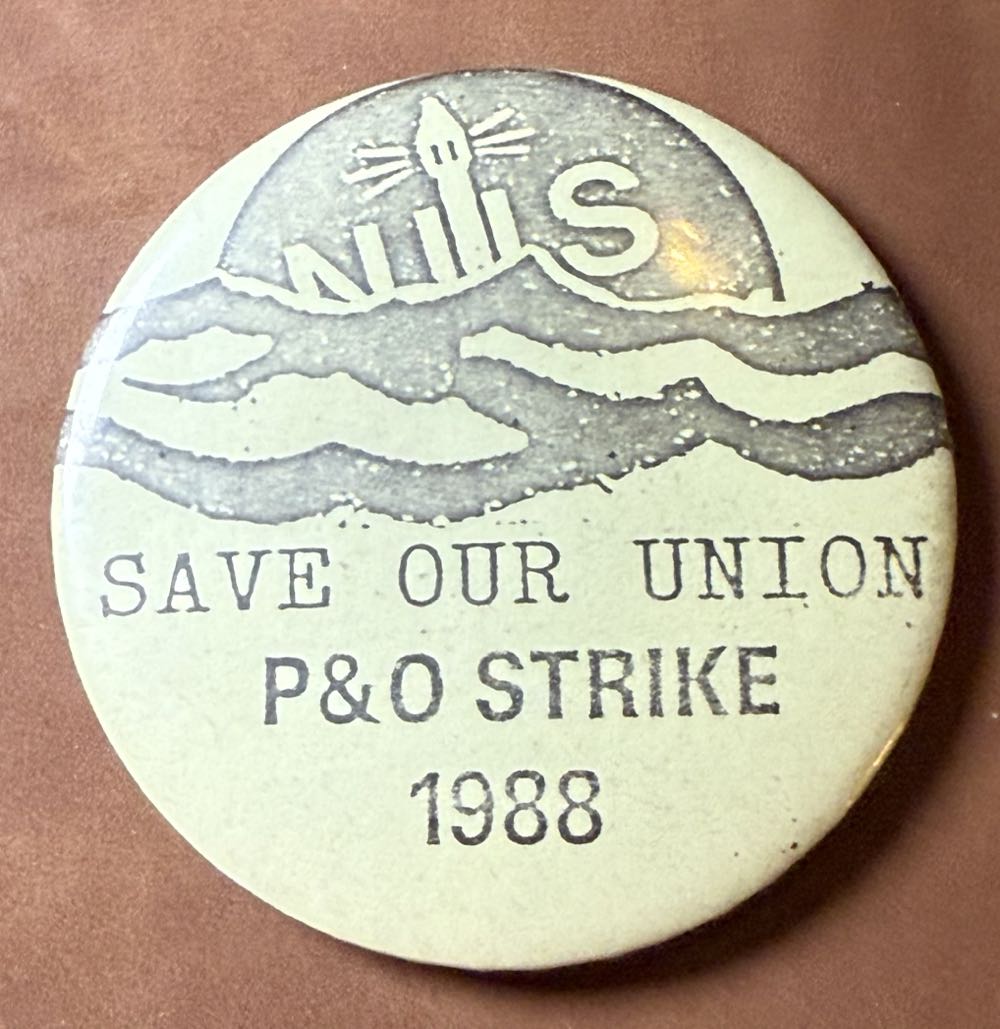 NUS
SAVE OUR UNION
P&O STRIKE
1988